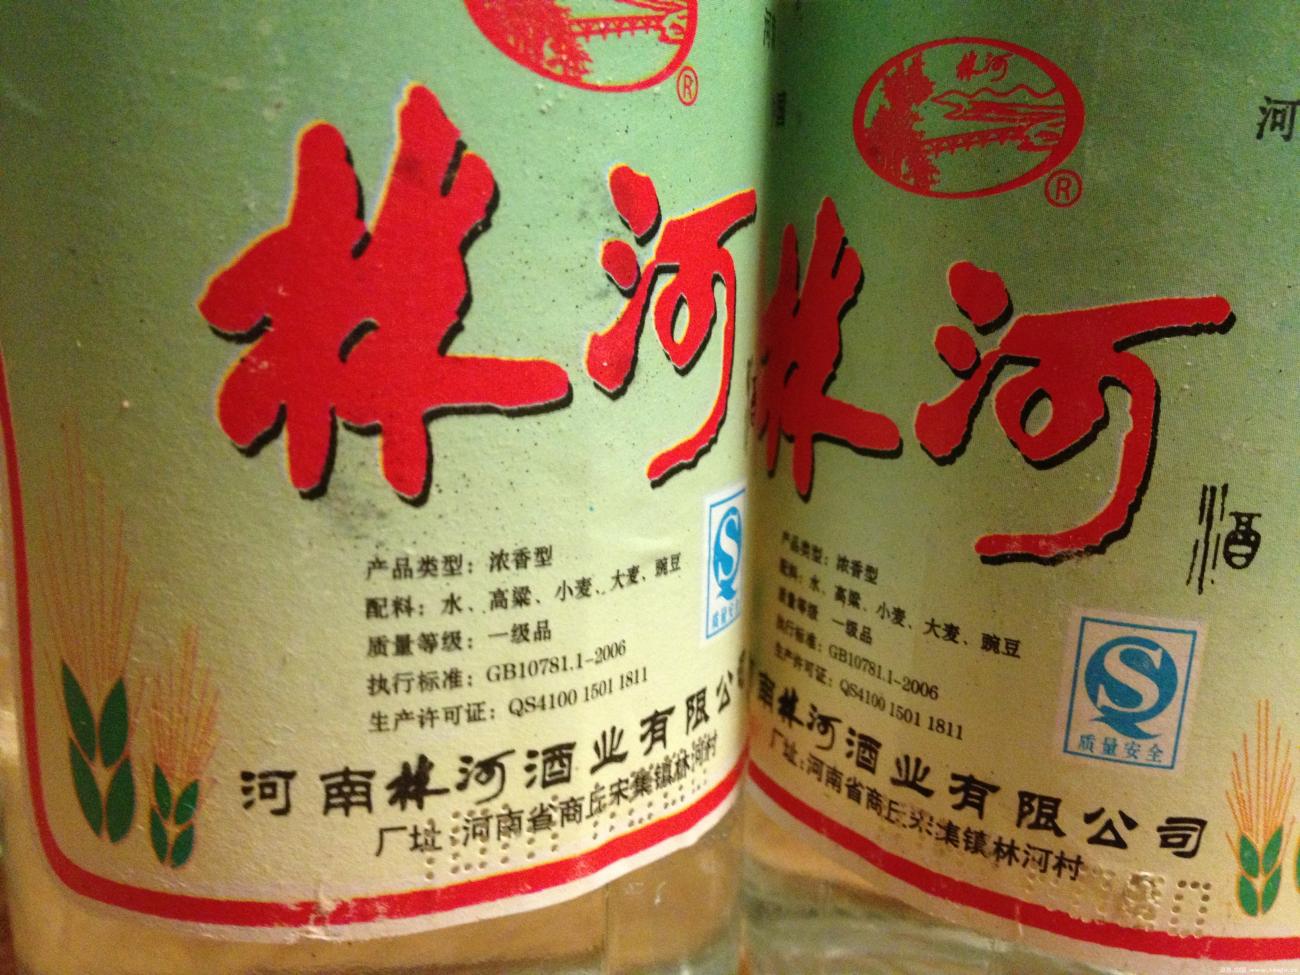 林河
产品类型：浓香型
配料：水、高粱、小麦、大麦、豌豆
质量等级：一级品
执行标准：GB10781.1-2006
生产许可证：QS4100 1501 1811
河南林河酒业有限公
厂址：河南省商丘宋集镇林河村
质量安全
林河
®
河
林河
酒
产品类型：浓香型
配料：水、高粱、小麦、大麦、豌豆
质量等级 一级品
执行标准：GB10781.1-2006
生产许可证：QS4100 1501 1811
南林河酒业有限公司
厂址：河南省商丘宋集镇林河村
质量安全